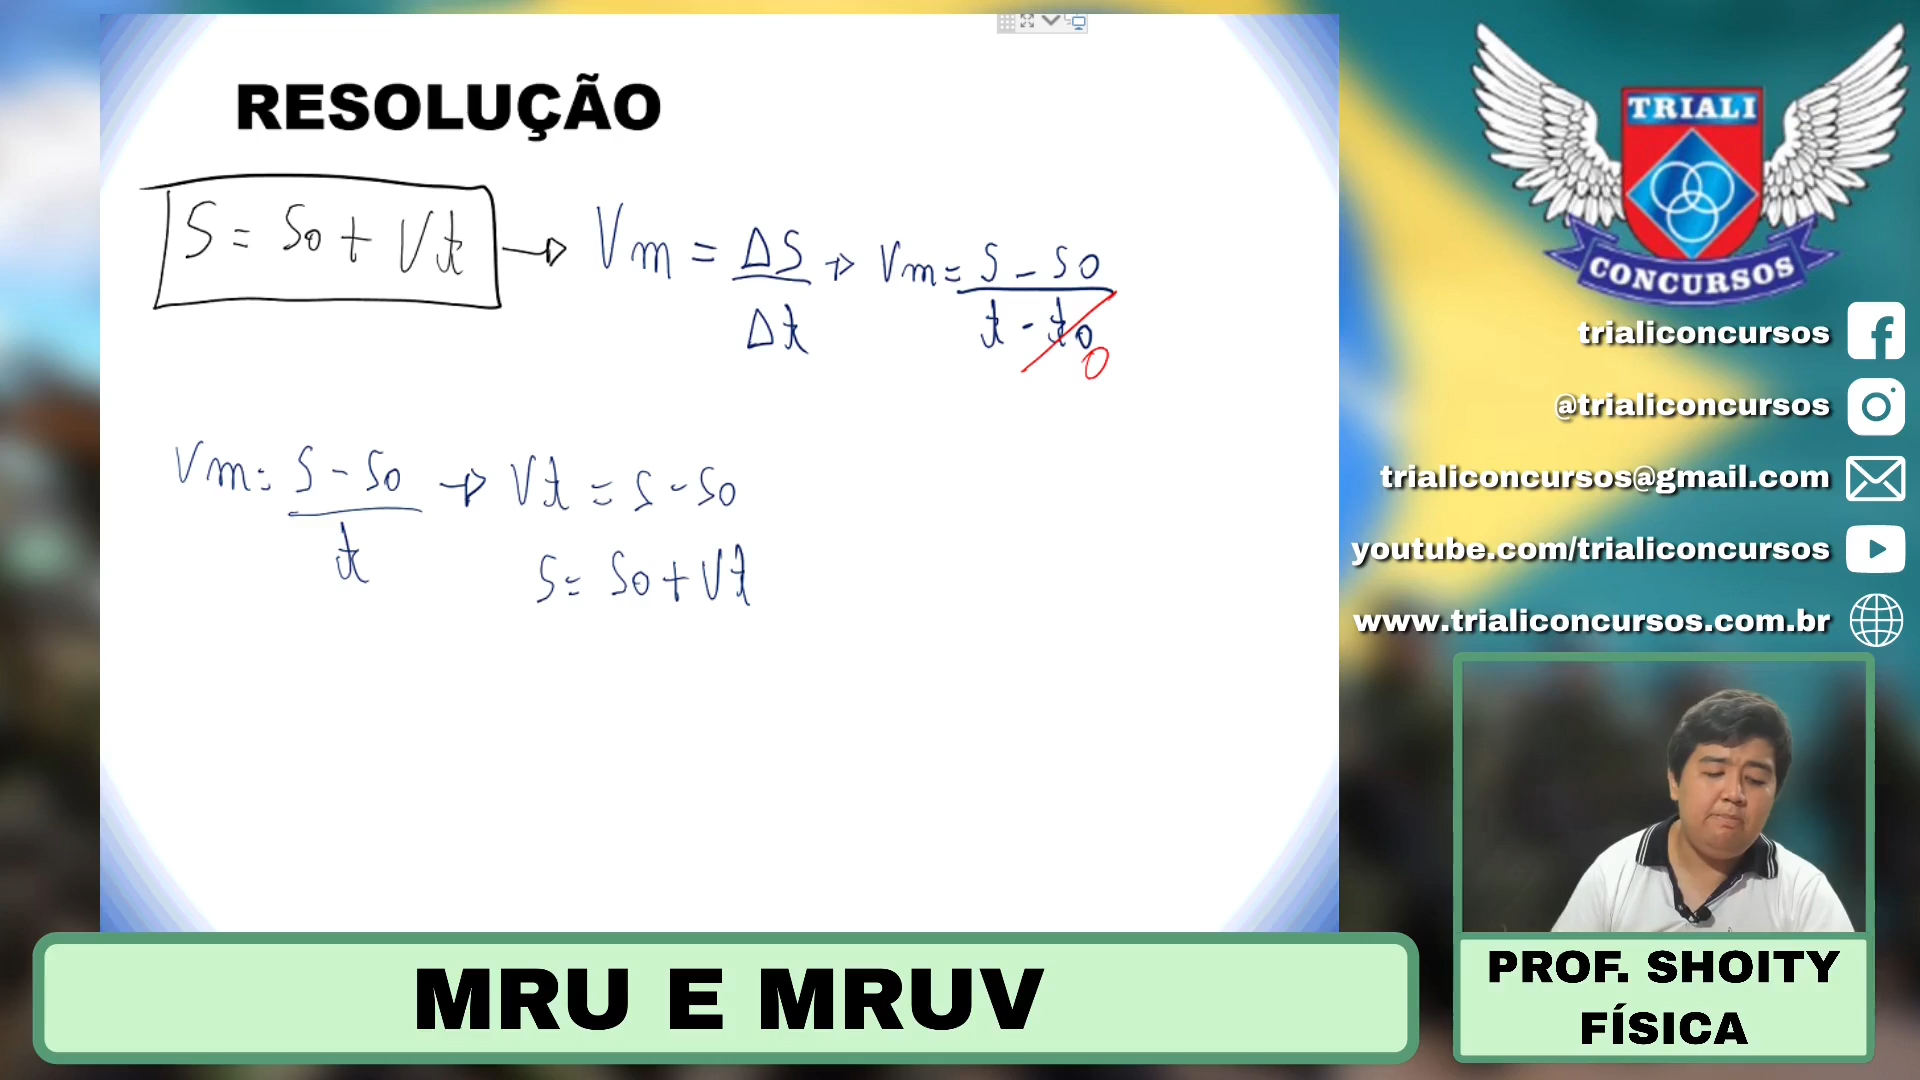 RESOLUÇÃO
S = So + Vt → Vm = ΔS / Δt → Vm = S - So / t - to 0
Vm = S - So / t → Vt = S - So
S = So + Vt
TRIALI
CONCURSOS
trialiconcursos
@trialiconcursos
trialiconcursos@gmail.com
youtube.com/trialiconcursos
www.trialiconcursos.com.br
MRU E MRUV
PROF. SHOITY
FÍSICA